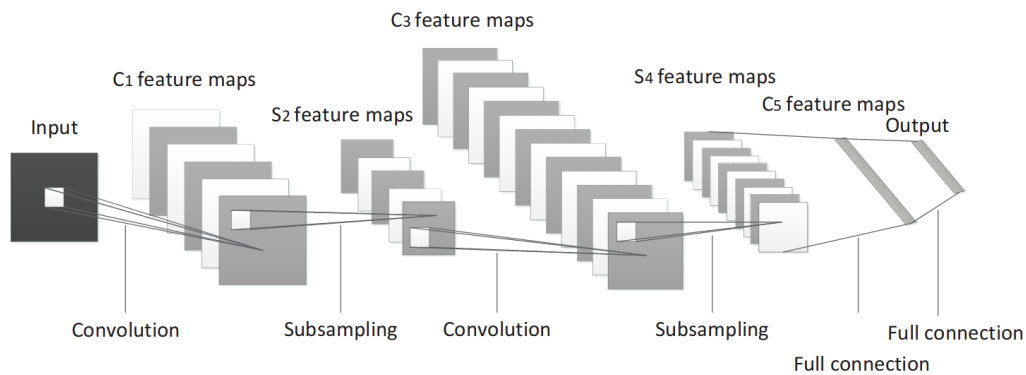 C3 feature maps
C1 feature maps
S4 feature maps
C5 feature maps
S2 feature maps
Input
Output
Convolution
Subsampling
Convolution
Subsampling
Full connection
Full connection